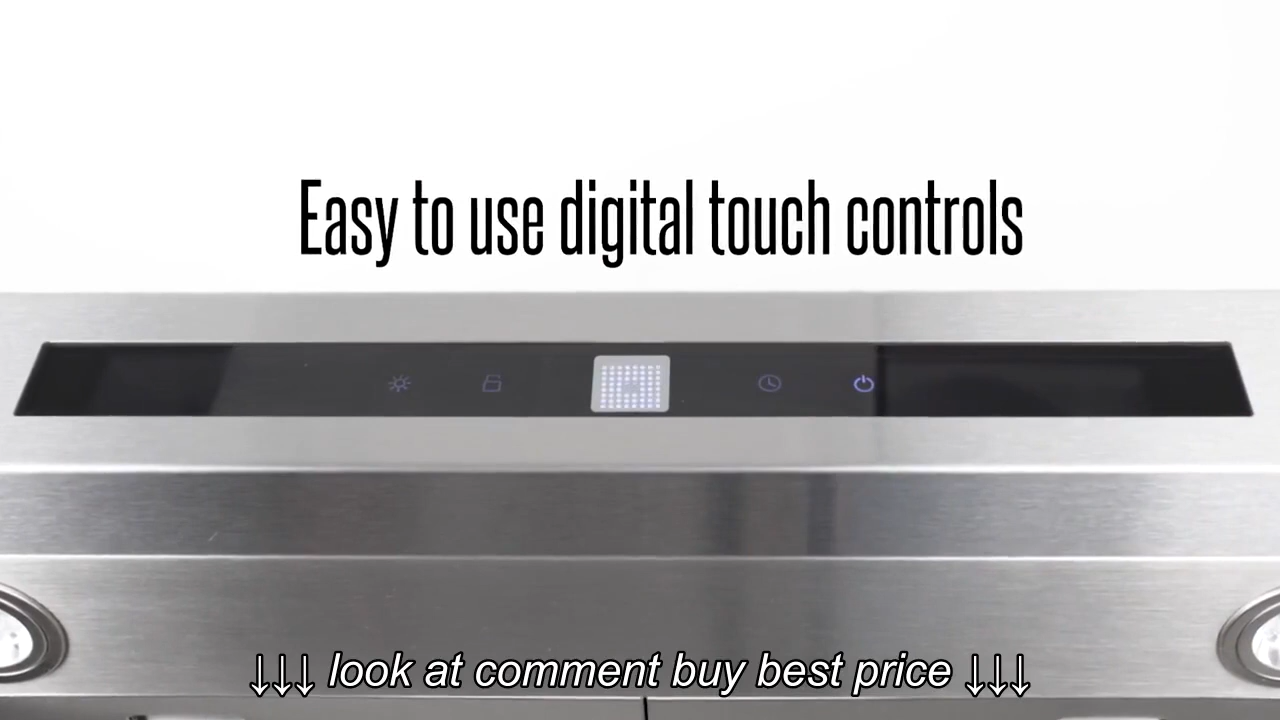 Easy to use digital touch controls
↓↓↓ look at comment buy best price ↓↓↓